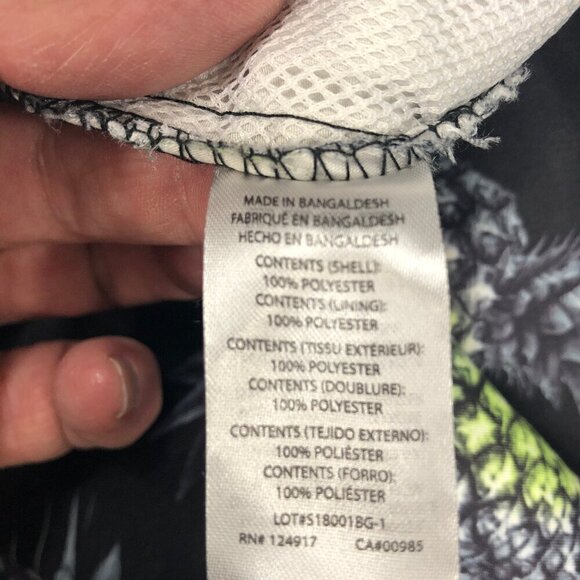 MADE IN BANGALDESH
FABRIQUÉ EN BANGALDESH
HECHO EN BANGALDESH
CONTENTS (SHELL):
100% POLYESTER
CONTENTS (LINING):
100% POLYESTER
CONTENTS (TISSU EXTÉRIEUR):
100% POLYESTER
CONTENTS (DOUBLURE):
100% POLYESTER
CONTENTS (TEJIDO EXTERNO):
100% POLIÉSTER
CONTENTS (FORRO):
100% POLIÉSTER
LOT#S18001BG-1
RN# 124917 CA#00985